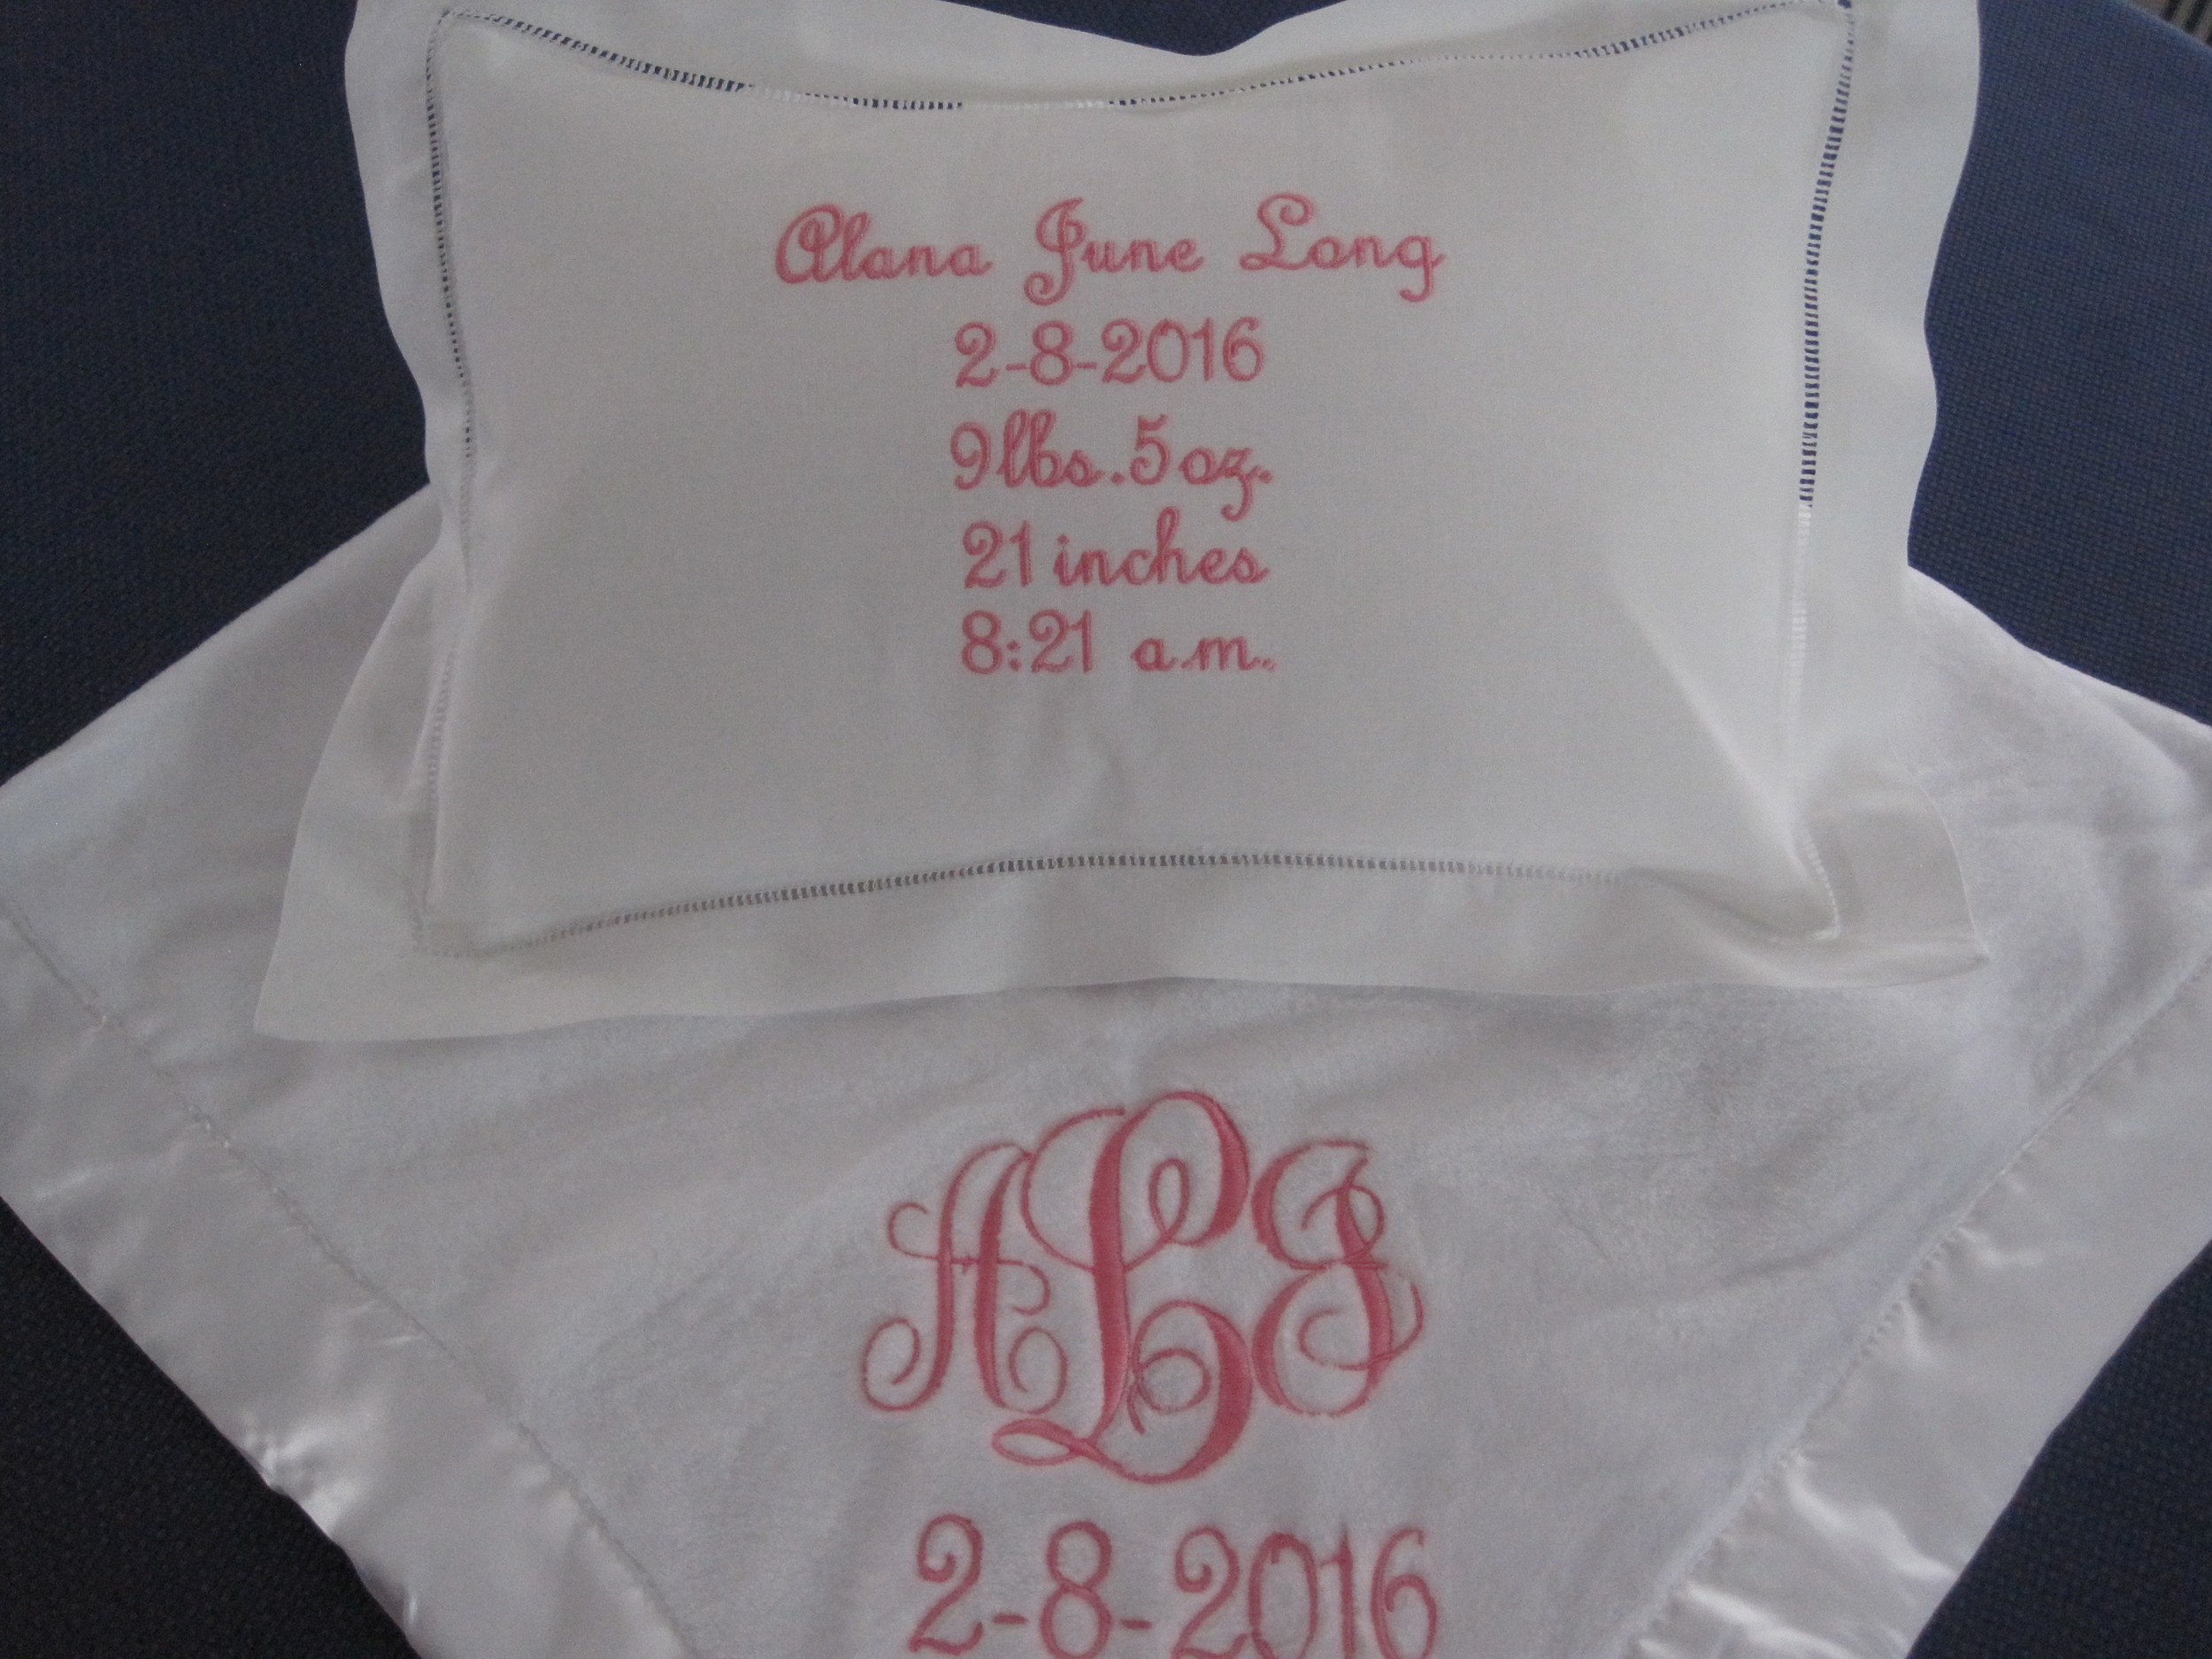 Alana June Long
2-8-2016
9lbs.5oz.
21 inches
8:21 a.m.
ALJ
2-8-2016